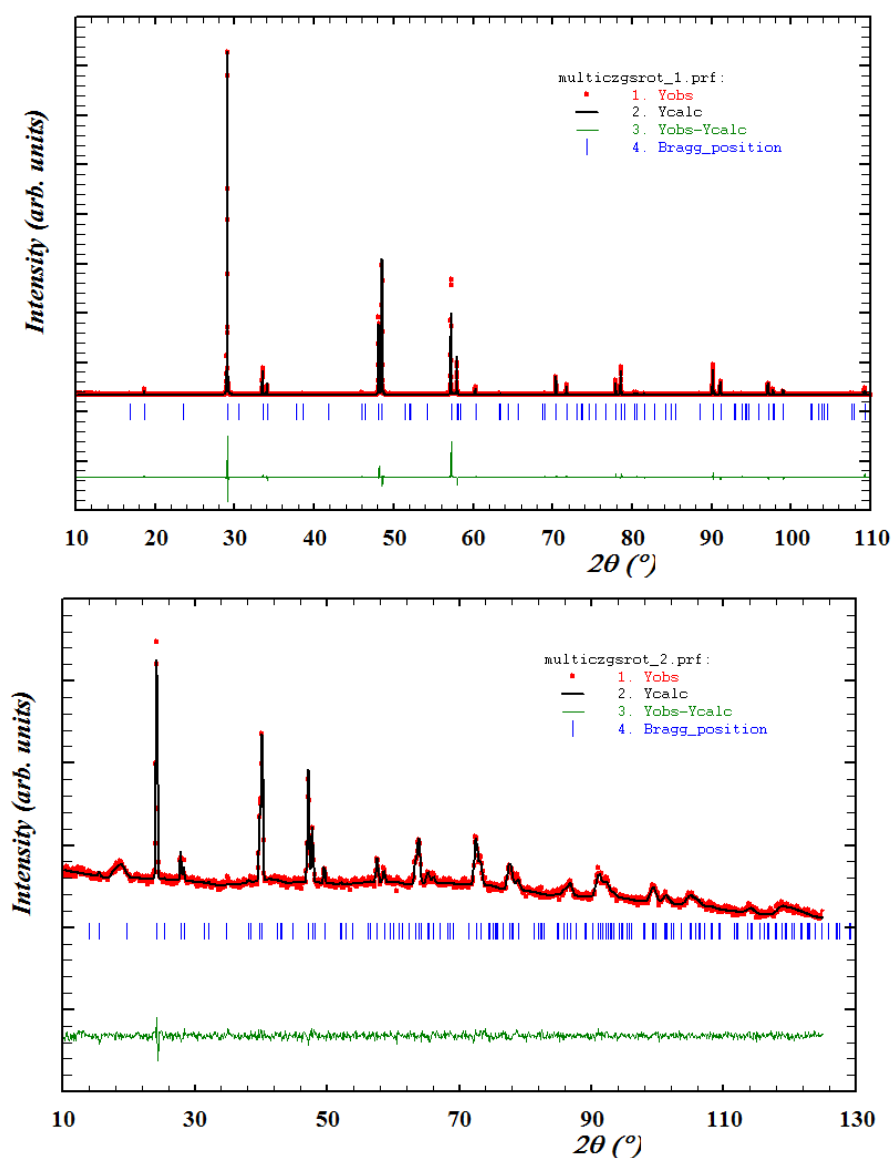 Intensity (arb. units)
multiczgsrot_1.prf:
1. Yobs
2. Ycalc
3. Yobs-Ycalc
4. Bragg_position
10 20 30 40 50 60 70 80 90 100 110
2θ (°)
Intensity (arb. units)
multiczgsrot_2.prf:
1. Yobs
2. Ycalc
3. Yobs-Ycalc
4. Bragg_position
10 30 50 70 90 110 130
2θ (°)